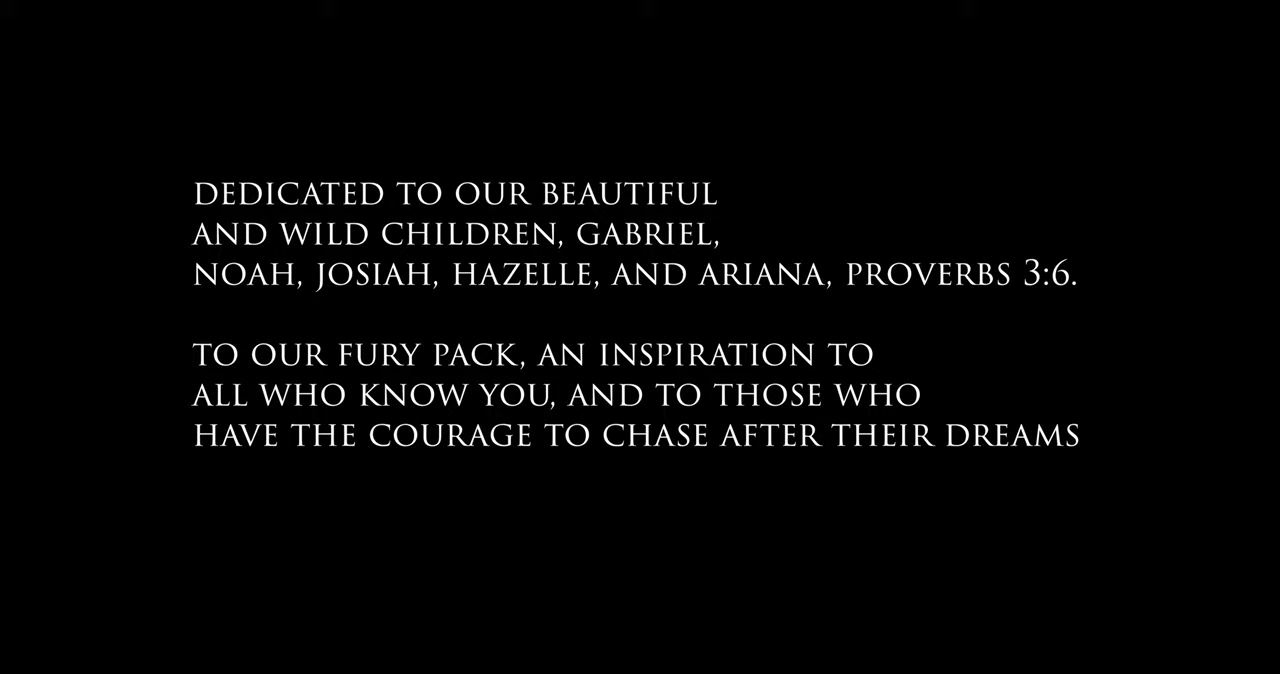 DEDICATED TO OUR BEAUTIFUL
AND WILD CHILDREN, GABRIEL,
NOAH, JOSIAH, HAZELLE, AND ARIANA, PROVERBS 3:6.
TO OUR FURY PACK, AN INSPIRATION TO
ALL WHO KNOW YOU, AND TO THOSE WHO
HAVE THE COURAGE TO CHASE AFTER THEIR DREAMS